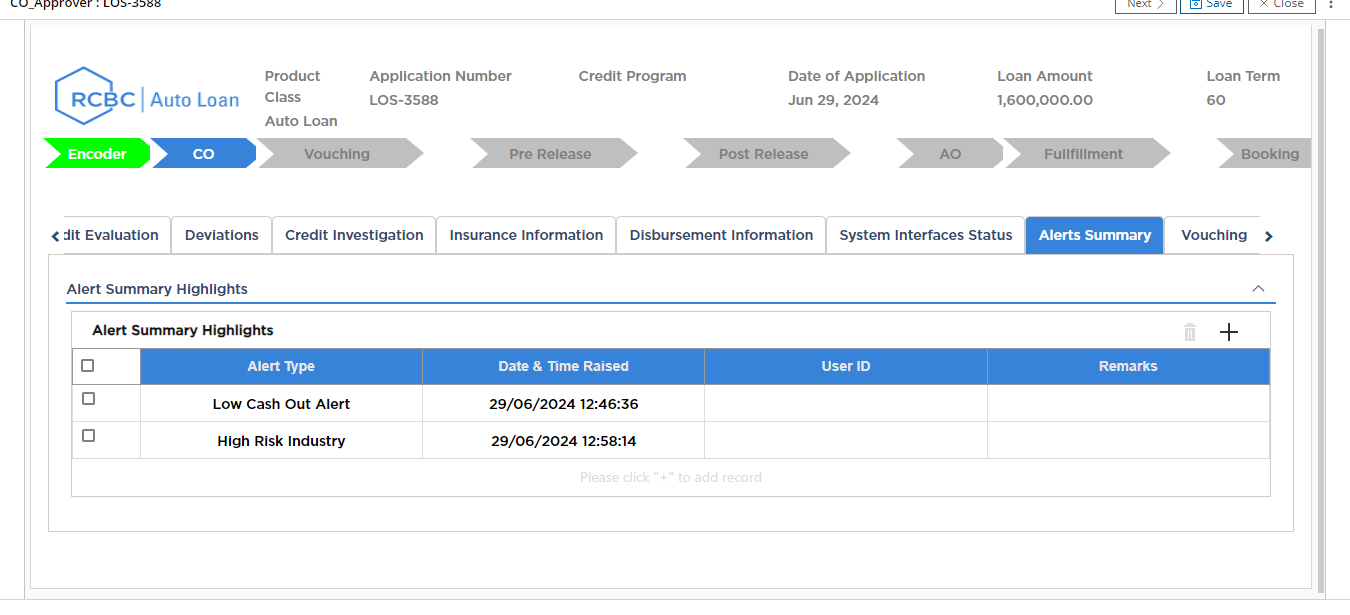 CO_Approver : LOS-3588
Next Save Close
RCBC Auto Loan
Product Class
Auto Loan
Application Number
LOS-3588
Credit Program
Date of Application
Jun 29, 2024
Loan Amount
1,600,000.00
Loan Term
60
Encoder CO Vouching Pre Release Post Release AO Fullfillment Booking
dit Evaluation Deviations Credit Investigation Insurance Information Disbursement Information System Interfaces Status Alerts Summary Vouching
Alert Summary Highlights
Alert Summary Highlights
Alert Type Date & Time Raised User ID Remarks
Low Cash Out Alert 29/06/2024 12:46:36
High Risk Industry 29/06/2024 12:58:14
Please click "+" to add record